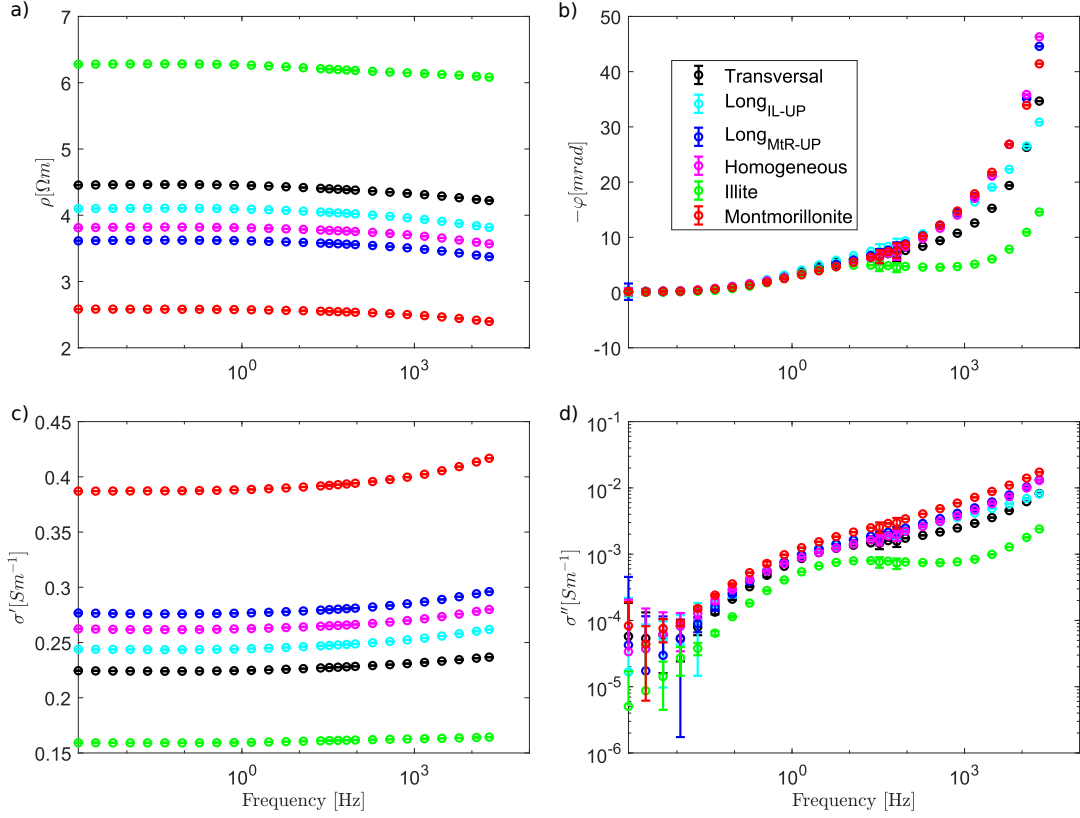 a)
7
6
5
4
3
2
ρ[Ωm]
10^0
10^3
b)
50
40
30
20
10
0
-10
−φ[mrad]
10^0
10^3
Transversal
Long_IL-UP
Long_MtR-UP
Homogeneous
Illite
Montmorillonite
c)
0.45
0.4
0.35
0.3
0.25
0.2
0.15
σ′[Sm^−1]
10^0
10^3
Frequency [Hz]
d)
10^-1
10^-2
10^-3
10^-4
10^-5
10^-6
σ″[Sm^−1]
10^0
10^3
Frequency [Hz]